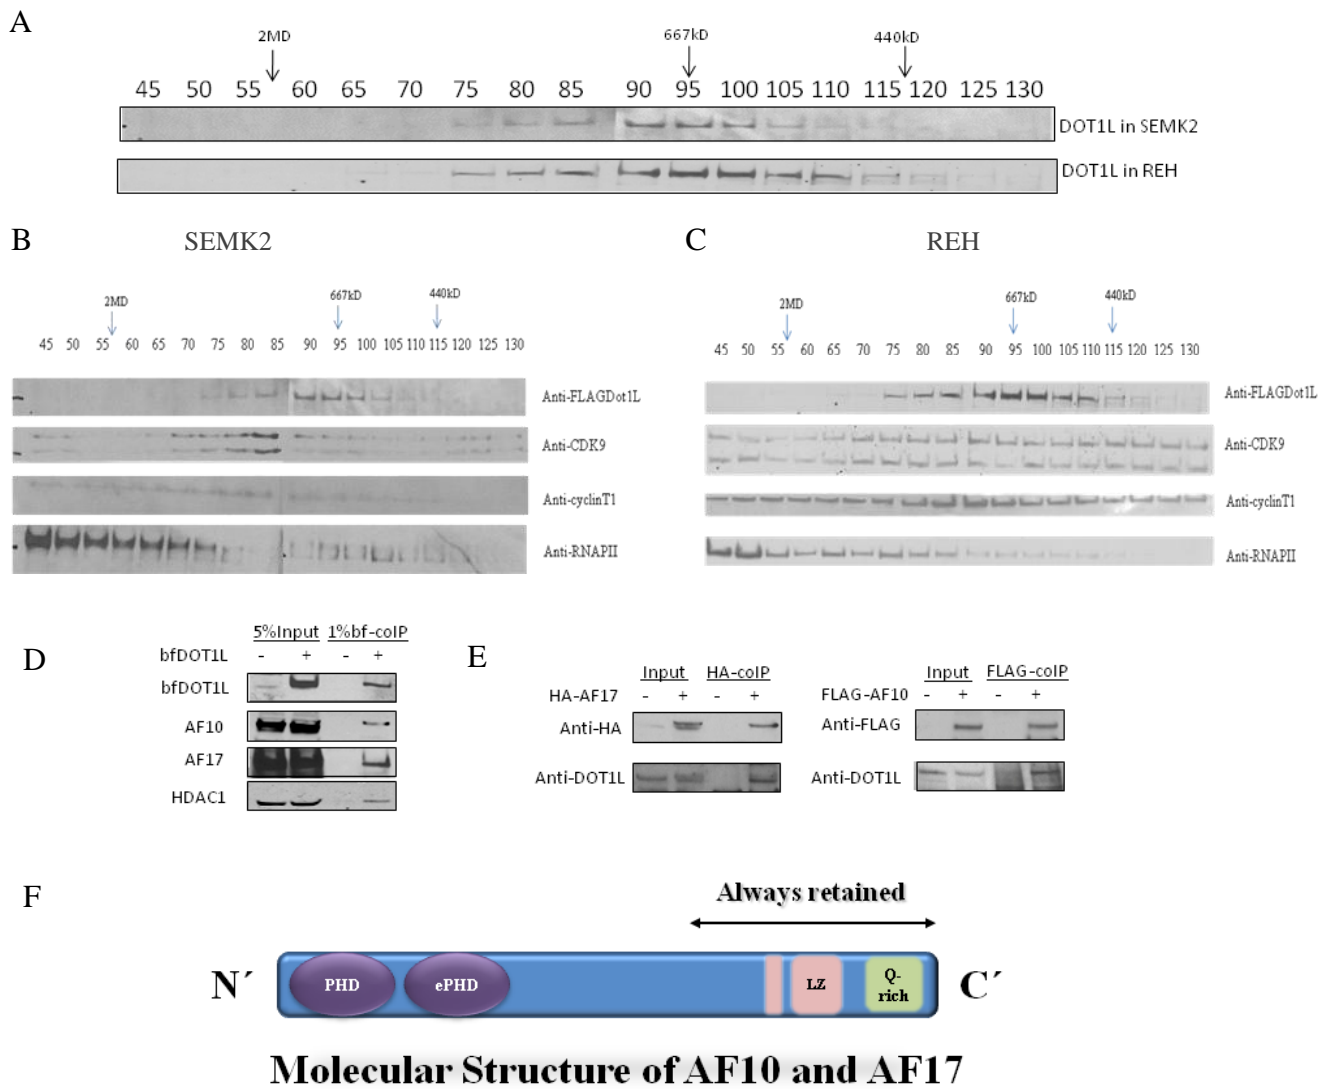 A
2MD 667kD 440kD
45 50 55 60 65 70 75 80 85 90 95 100 105 110 115 120 125 130
DOT1L in SEMK2
DOT1L in REH
B SEMK2
2MD 667kD 440kD
45 50 55 60 65 70 75 80 85 90 95 100 105 110 115 120 125 130
Anti-FLAGDot1L
Anti-CDK9
Anti-cyclinT1
Anti-RNAPII
C REH
2MD 667kD 440kD
45 50 55 60 65 70 75 80 85 90 95 100 105 110 115 120 125 130
Anti-FLAGDot1L
Anti-CDK9
Anti-cyclinT1
Anti-RNAPII
D
5%Input 1%bf-coIP
bfDOT1L - + - +
bfDOT1L
AF10
AF17
HDAC1
E
Input HA-coIP
HA-AF17 - + - +
Anti-HA
Anti-DOT1L
Input FLAG-coIP
FLAG-AF10 - + - +
Anti-FLAG
Anti-DOT1L
F
Always retained
N´ PHD ePHD LZ Q-
rich C´
Molecular Structure of AF10 and AF17